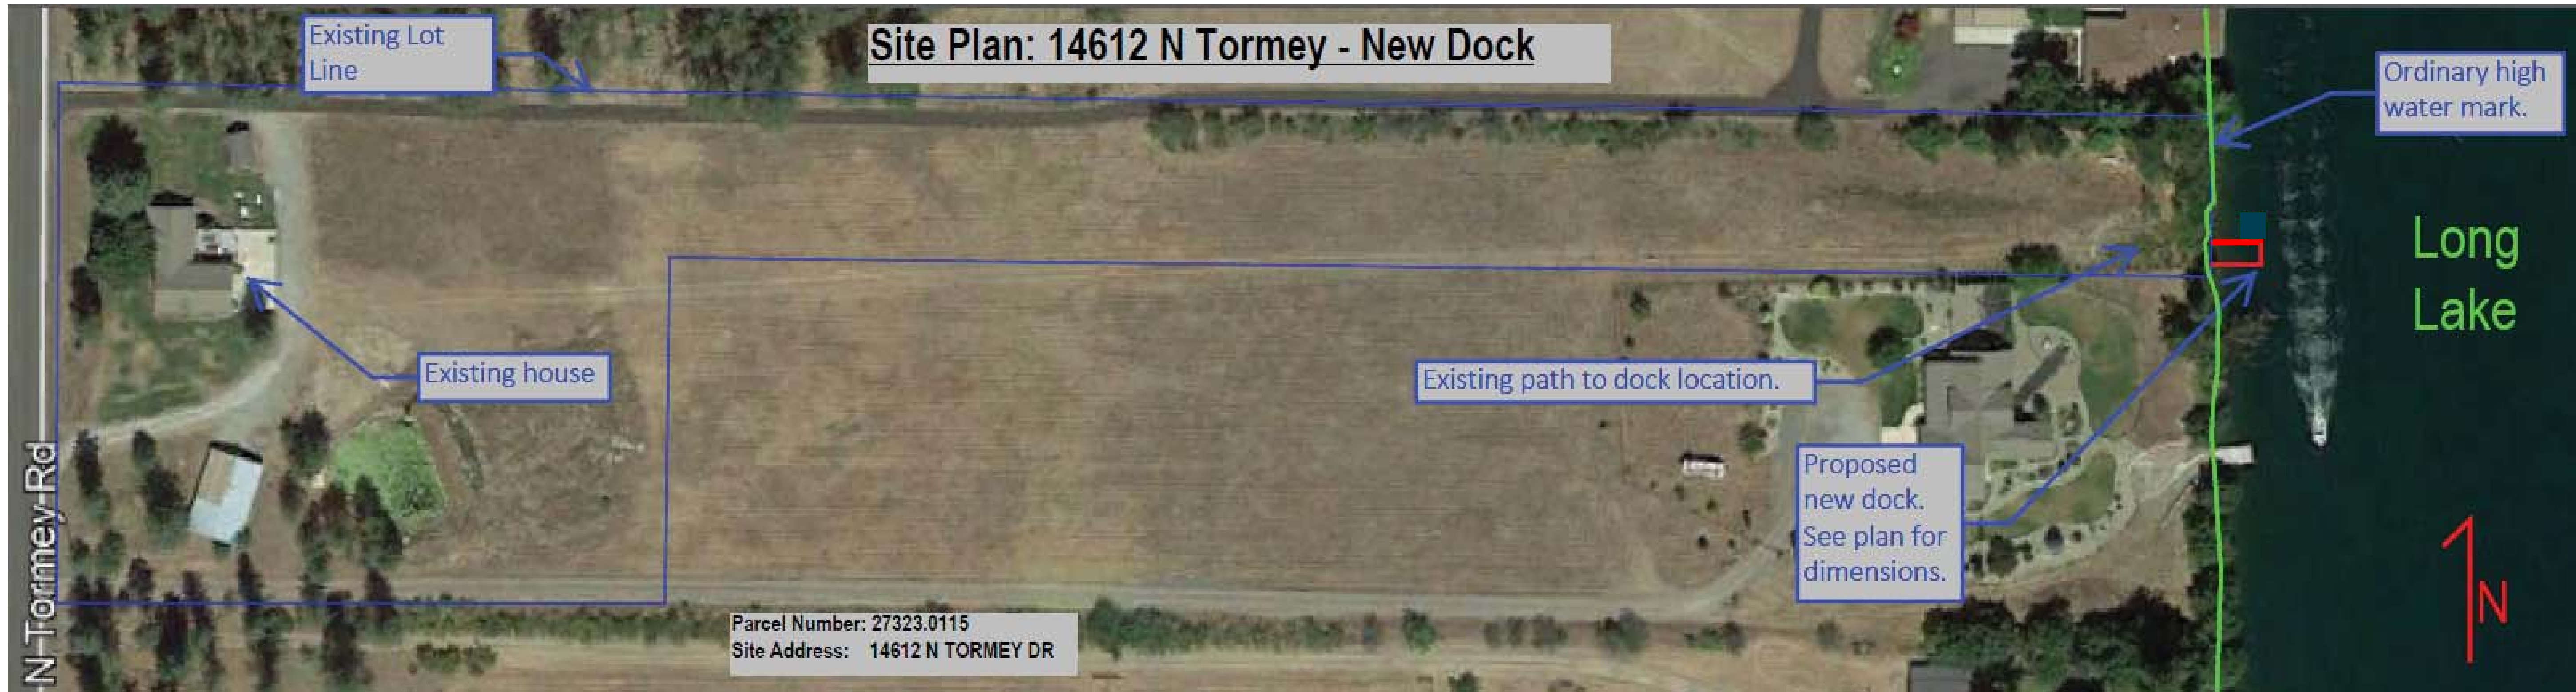 Site Plan: 14612 N Tormey - New Dock
Existing Lot
Line
Ordinary high
water mark.
Long
Lake
Existing house
Existing path to dock location.
Proposed
new dock.
See plan for
dimensions.
N Tormey Rd
Parcel Number: 27323.0115
Site Address: 14612 N TORMEY DR
N